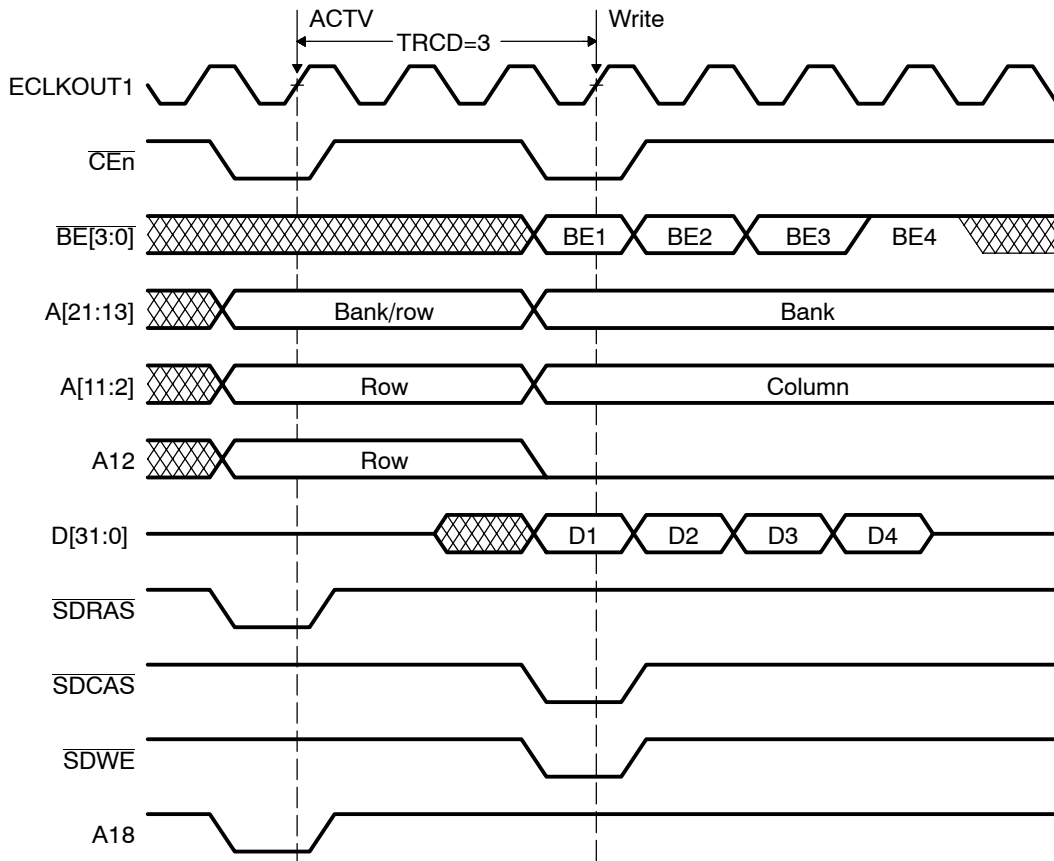 ACTV Write
TRCD=3
ECLKOUT1
CEn
BE[3:0] BE1 BE2 BE3 BE4
A[21:13] Bank/row Bank
A[11:2] Row Column
A12 Row
D[31:0] D1 D2 D3 D4
SDRAS
SDCAS
SDWE
A18